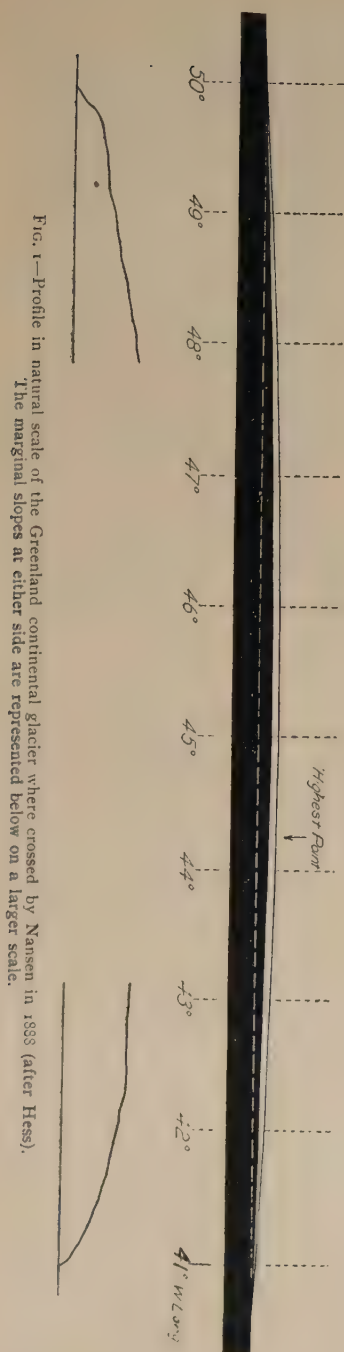 Highest Point
50° 49° 48° 47° 46° 45° 44° 43° 42° 41° W Long
FIG. 1—Profile in natural scale of the Greenland continental glacier where crossed by Nansen in 1888 (after Hess).
The marginal slopes at either side are represented below on a larger scale.